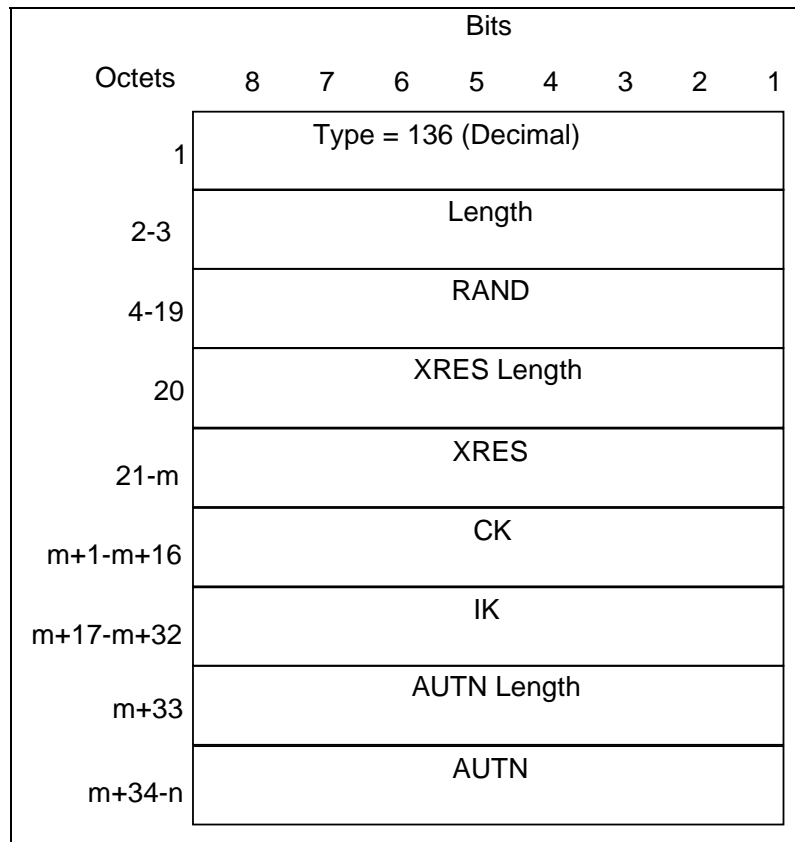 Bits
Octets 8 7 6 5 4 3 2 1
1 Type = 136 (Decimal)
2-3 Length
4-19 RAND
20 XRES Length
21-m XRES
m+1-m+16 CK
m+17-m+32 IK
m+33 AUTN Length
m+34-n AUTN